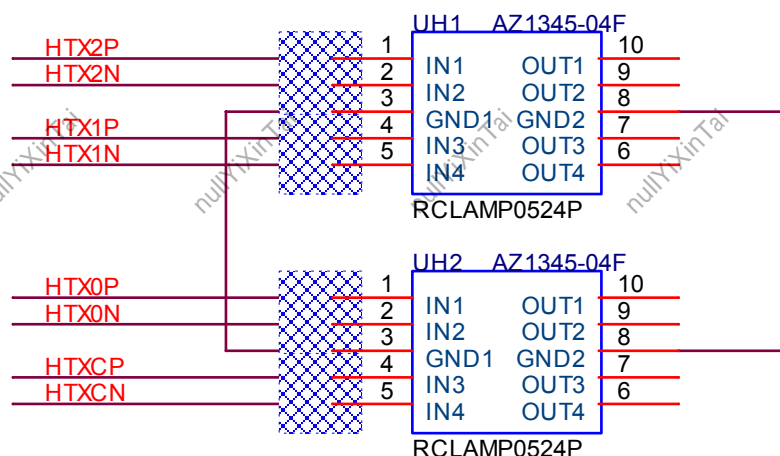 UH1 AZ1345-04F
HTX2P 1 IN1 OUT1 10
HTX2N 2 IN2 OUT2 9
3 GND1 GND2 8
HTX1P 4 IN3 OUT3 7
HTX1N 5 IN4 OUT4 6
nullYiXinTai nullYiXinTai nullYiXinTai nullYiXinTai
RCLAMP0524P
UH2 AZ1345-04F
HTX0P 1 IN1 OUT1 10
HTX0N 2 IN2 OUT2 9
3 GND1 GND2 8
HTXCP 4 IN3 OUT3 7
HTXCN 5 IN4 OUT4 6
RCLAMP0524P